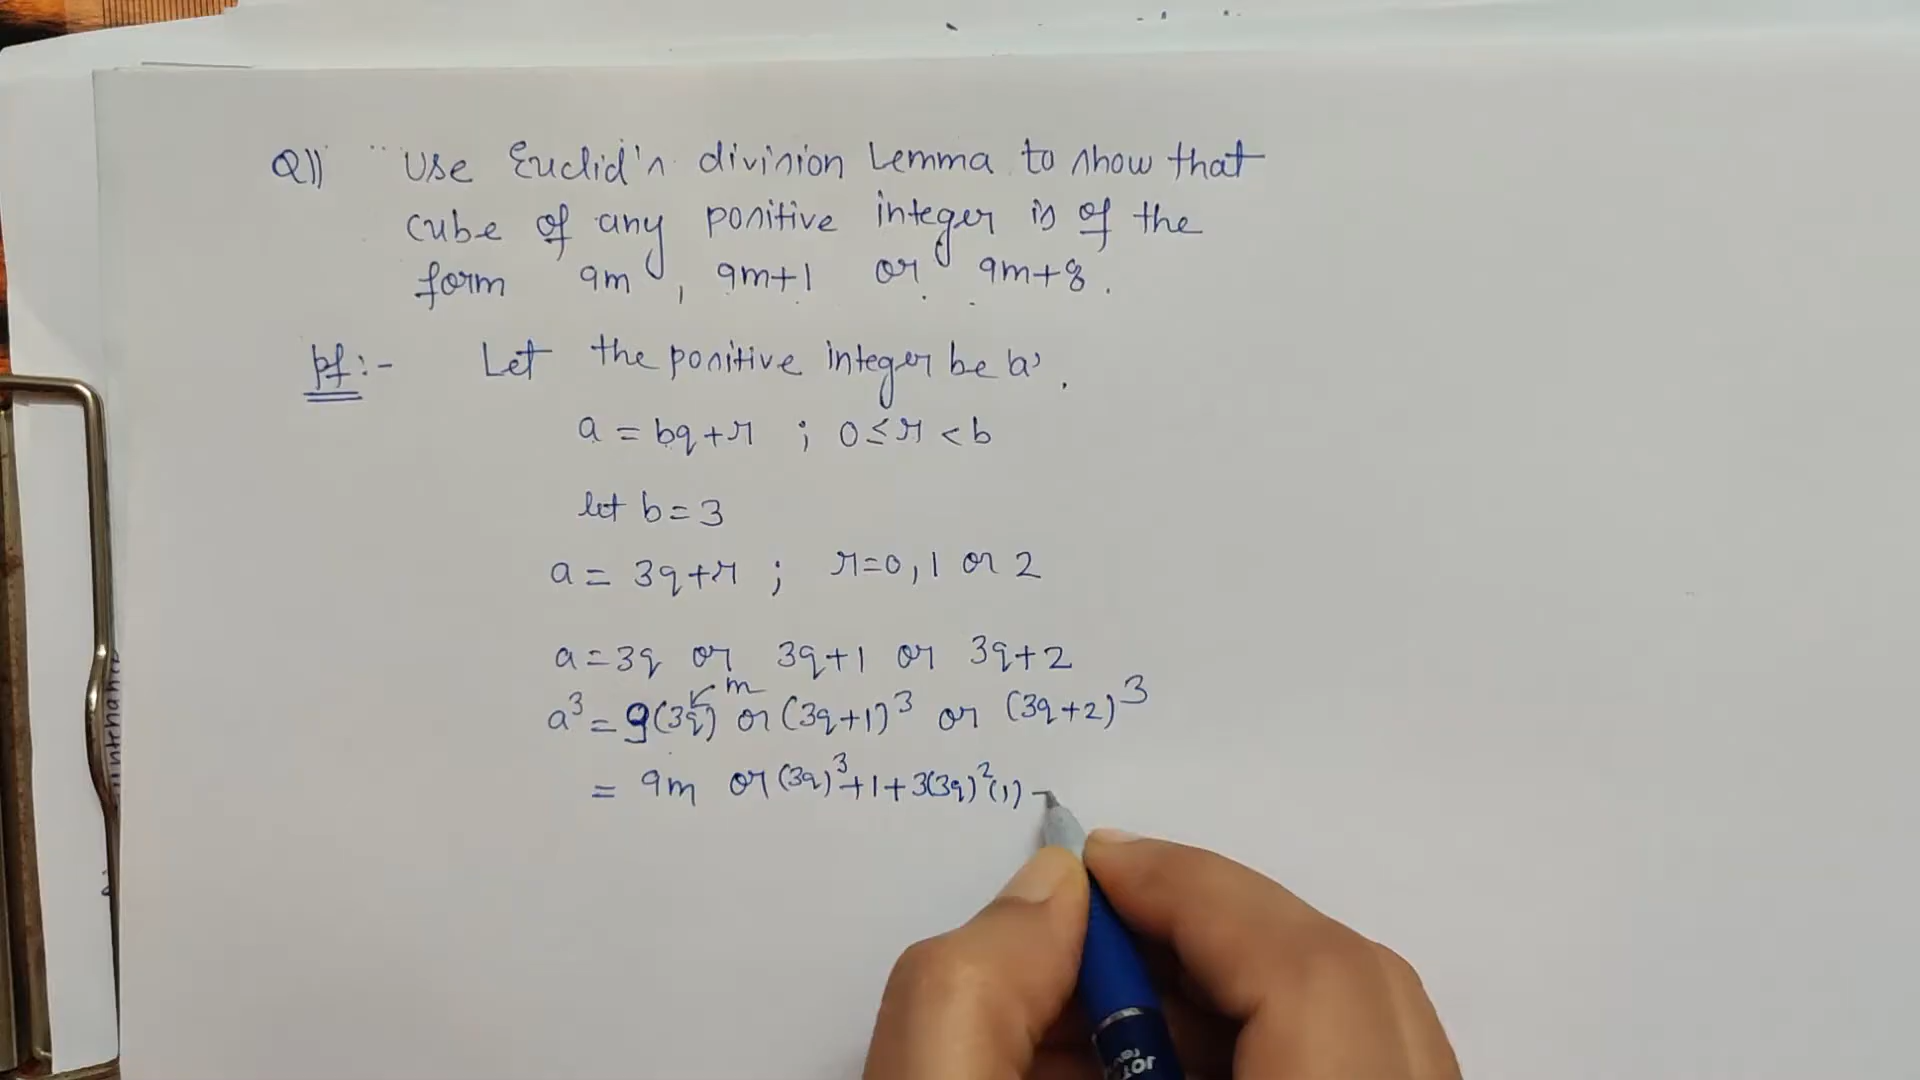 Q11 Use Euclid's division Lemma to show that
cube of any positive integer is of the
form 9m, 9m+1 or 9m+8.
Pf:- Let the positive integer be 'a'.
a = bq+r ; 0≤r<b
let b=3
a = 3q+r ; r=0,1 or 2
a=3q or 3q+1 or 3q+2
m
a³=9(3q) or (3q+1)³ or (3q+2)³
= 9m or (3q)³+1+3(3q)²(1) -